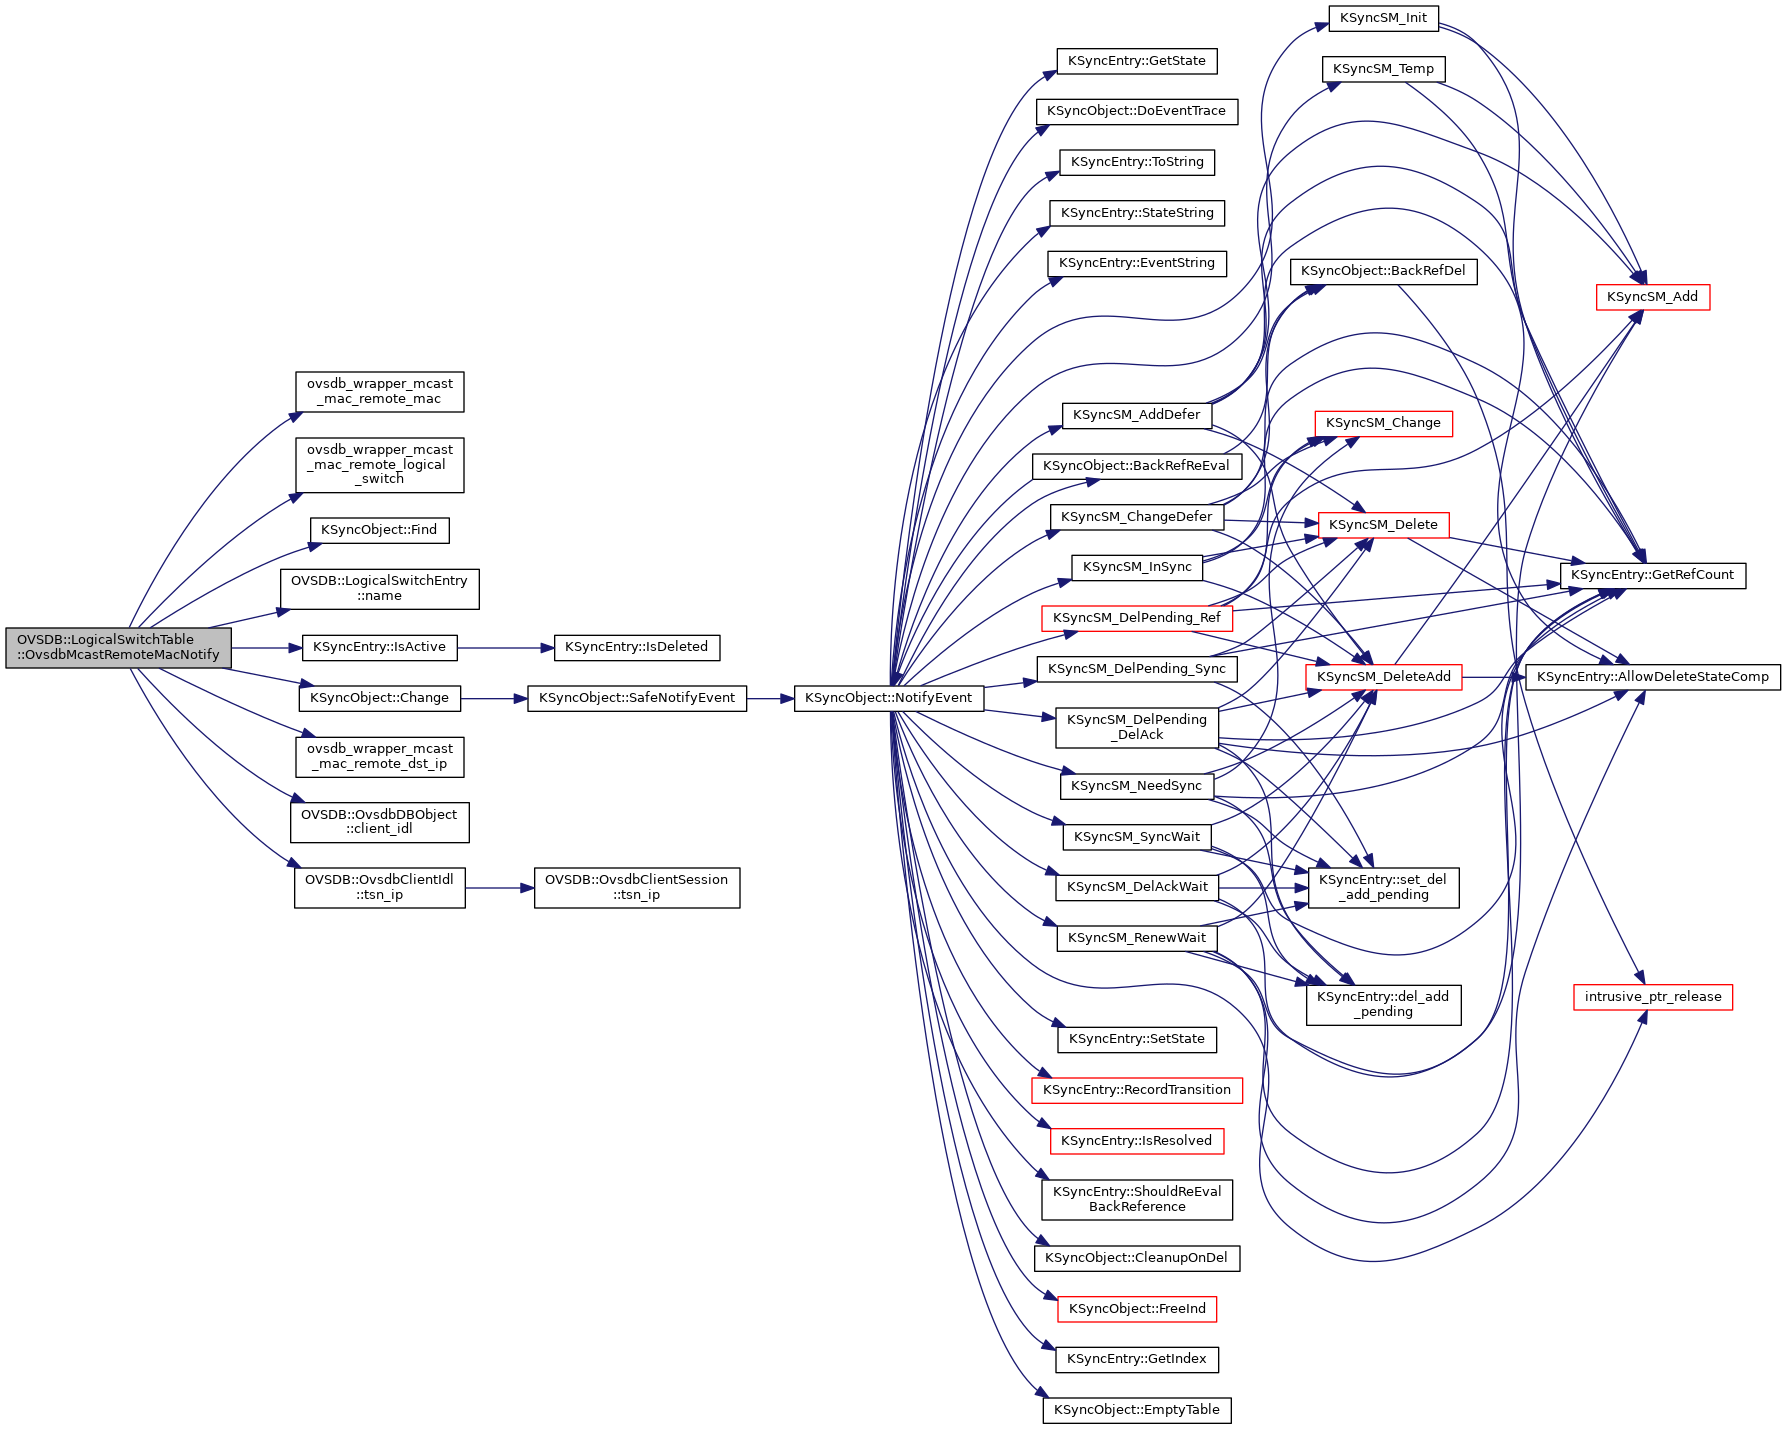 OVSDB::LogicalSwitchTable
::OvsdbMcastRemoteMacNotify
ovsdb_wrapper_mcast
_mac_remote_mac
ovsdb_wrapper_mcast
_mac_remote_logical
_switch
KSyncObject::Find
OVSDB::LogicalSwitchEntry
::name
KSyncEntry::IsActive
KSyncObject::Change
ovsdb_wrapper_mcast
_mac_remote_dst_ip
OVSDB::OvsdbDBObject
::client_idl
OVSDB::OvsdbClientIdl
::tsn_ip
KSyncEntry::IsDeleted
KSyncObject::SafeNotifyEvent
OVSDB::OvsdbClientSession
::tsn_ip
KSyncObject::NotifyEvent
KSyncEntry::GetState
KSyncObject::DoEventTrace
KSyncEntry::ToString
KSyncEntry::StateString
KSyncEntry::EventString
KSyncSM_AddDefer
KSyncObject::BackRefReEval
KSyncSM_ChangeDefer
KSyncSM_InSync
KSyncSM_DelPending_Ref
KSyncSM_DelPending_Sync
KSyncSM_DelPending
_DelAck
KSyncSM_NeedSync
KSyncSM_SyncWait
KSyncSM_DelAckWait
KSyncSM_RenewWait
KSyncEntry::SetState
KSyncEntry::RecordTransition
KSyncEntry::IsResolved
KSyncEntry::ShouldReEval
BackReference
KSyncObject::CleanupOnDel
KSyncObject::FreeInd
KSyncEntry::GetIndex
KSyncObject::EmptyTable
KSyncSM_Init
KSyncSM_Temp
KSyncObject::BackRefDel
KSyncSM_Change
KSyncSM_Delete
KSyncSM_DeleteAdd
KSyncEntry::set_del
_add_pending
KSyncEntry::del_add
_pending
KSyncSM_Add
KSyncEntry::GetRefCount
KSyncEntry::AllowDeleteStateComp
intrusive_ptr_release